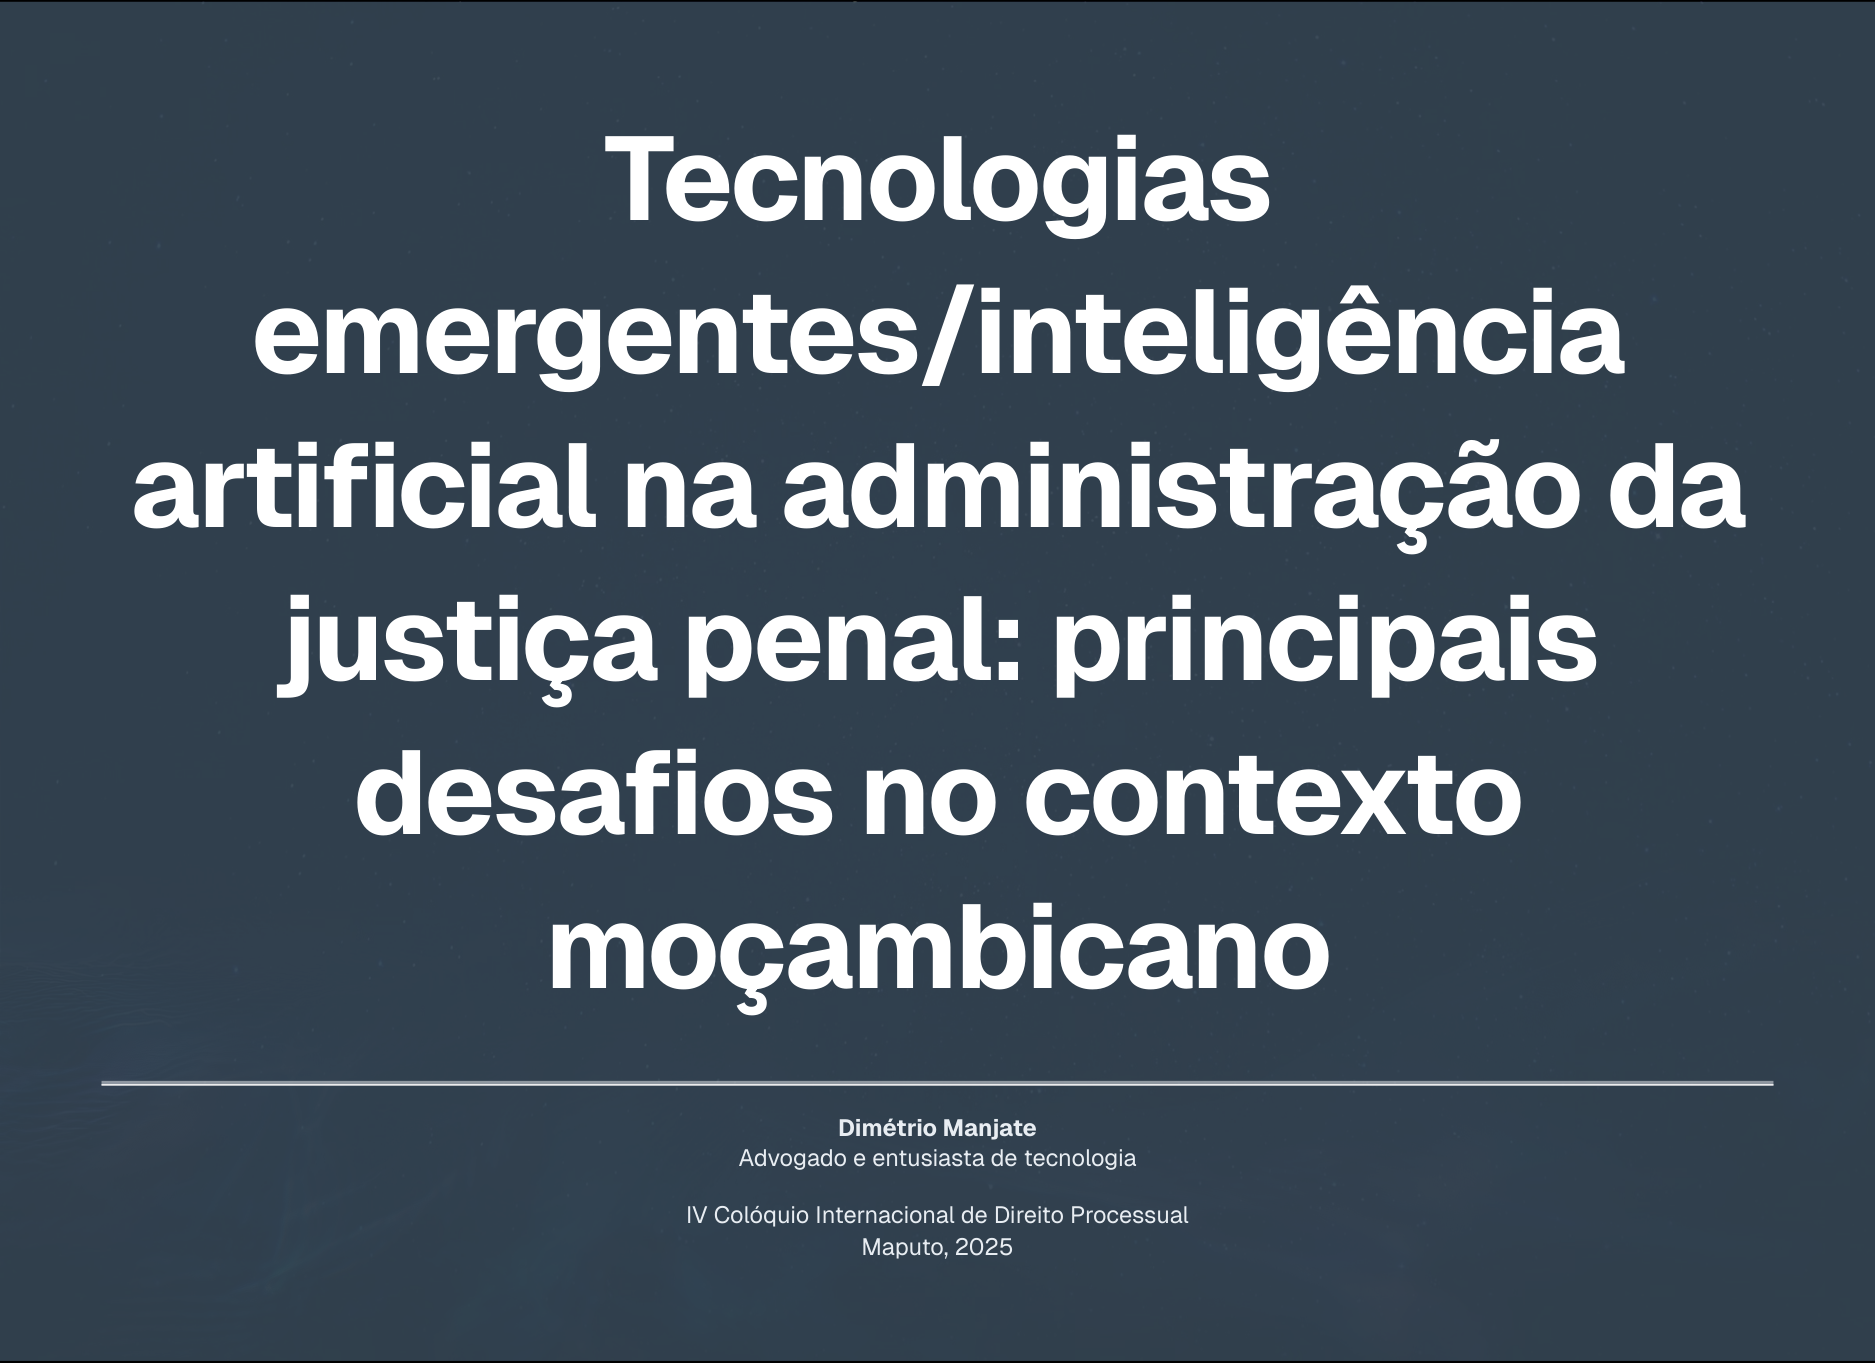 Tecnologias
emergentes/inteligência
artificial na administração da
justiça penal: principais
desafios no contexto
moçambicano
Dimétrio Manjate
Advogado e entusiasta de tecnologia
IV Colóquio Internacional de Direito Processual
Maputo, 2025